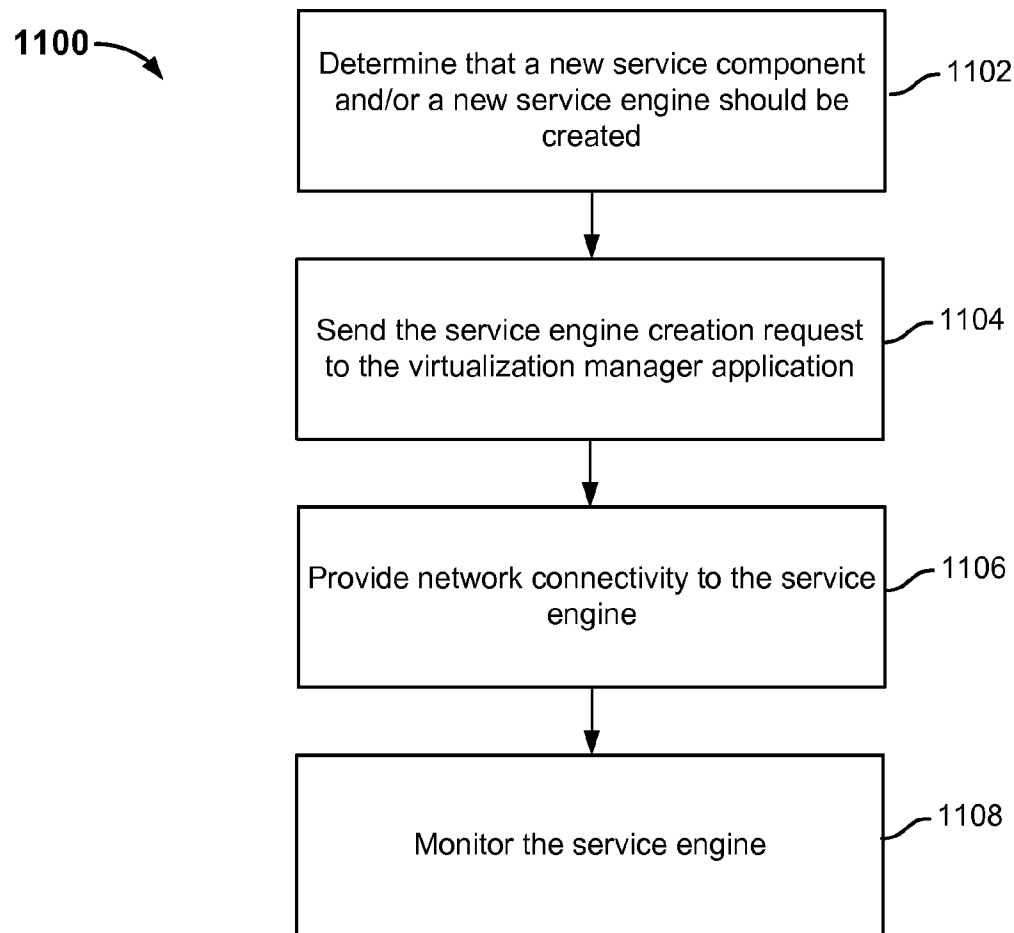 1100
Determine that a new service component
and/or a new service engine should be
created
1102
Send the service engine creation request
to the virtualization manager application
1104
Provide network connectivity to the service
engine
1106
Monitor the service engine
1108